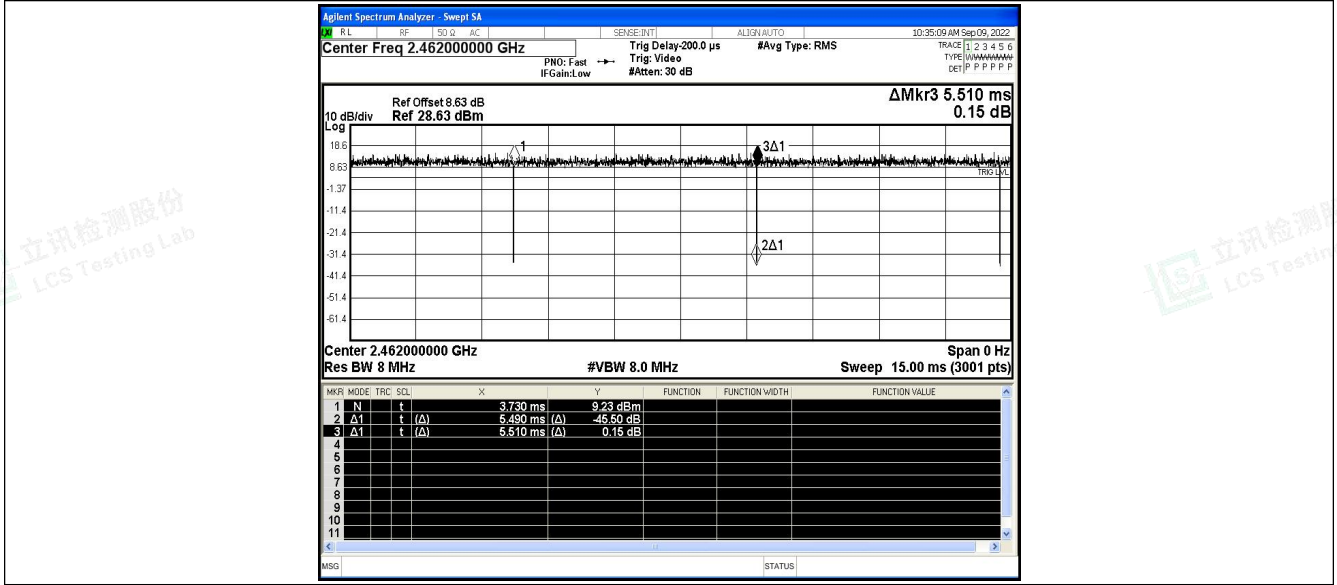 Agilent Spectrum Analyzer - Swept SA
RL RF 50 Ω AC SENSE:INT ALIGN AUTO 10:35:09 AM Sep 09, 2022
Center Freq 2.462000000 GHz
PNO: Fast
IFGain:Low
Trig Delay-200.0 µs
Trig: Video
#Atten: 30 dB
#Avg Type: RMS
TRACE 1 2 3 4 5 6
TYPE WWWWWW
DET P P P P P P
ΔMkr3 5.510 ms
0.15 dB
Ref Offset 8.63 dB
10 dB/div Ref 28.63 dBm
Log
18.6
8.63
-1.37
-11.4
-21.4
-31.4
-41.4
-51.4
-61.4
1
3Δ1
2Δ1
TRIG LVL
Center 2.462000000 GHz Span 0 Hz
Res BW 8 MHz #VBW 8.0 MHz Sweep 15.00 ms (3001 pts)
MKR MODE TRC SCL X Y FUNCTION FUNCTION WIDTH FUNCTION VALUE
1 N t 3.730 ms 9.23 dBm
2 Δ1 t (Δ) 5.490 ms (Δ) -45.50 dB
3 Δ1 t (Δ) 5.510 ms (Δ) 0.15 dB
4
5
6
7
8
9
10
11
MSG STATUS
立讯检测股份
LCS Testing Lab
立讯检测
LCS Testin